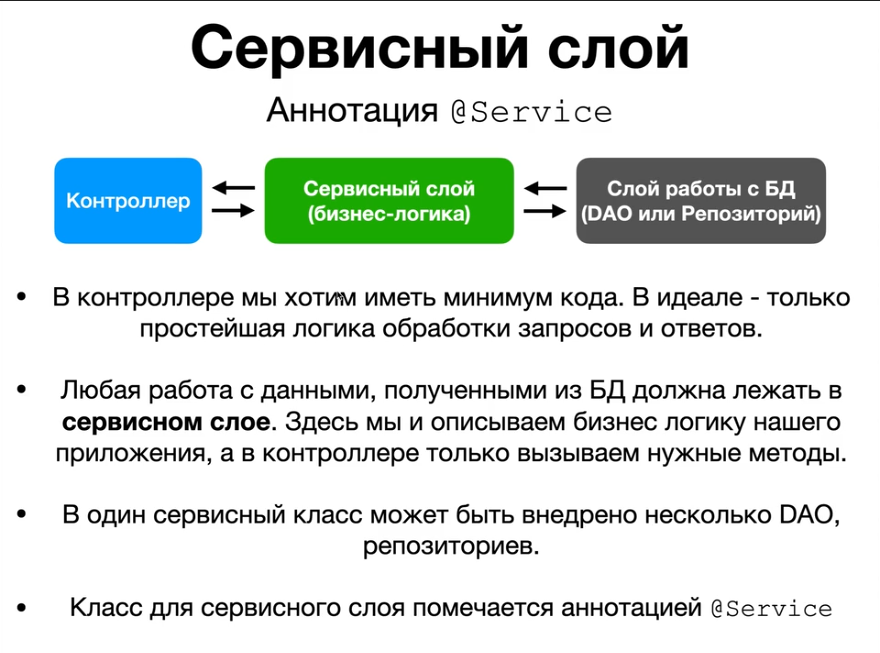 Сервисный слой
Аннотация @Service
Контроллер
Сервисный слой
(бизнес-логика)
Слой работы с БД
(DAO или Репозиторий)
• В контроллере мы хотим иметь минимум кода. В идеале - только
простейшая логика обработки запросов и ответов.
• Любая работа с данными, полученными из БД должна лежать в
сервисном слое. Здесь мы и описываем бизнес логику нашего
приложения, а в контроллере только вызываем нужные методы.
• В один сервисный класс может быть внедрено несколько DAO,
репозиториев.
• Класс для сервисного слоя помечается аннотацией @Service